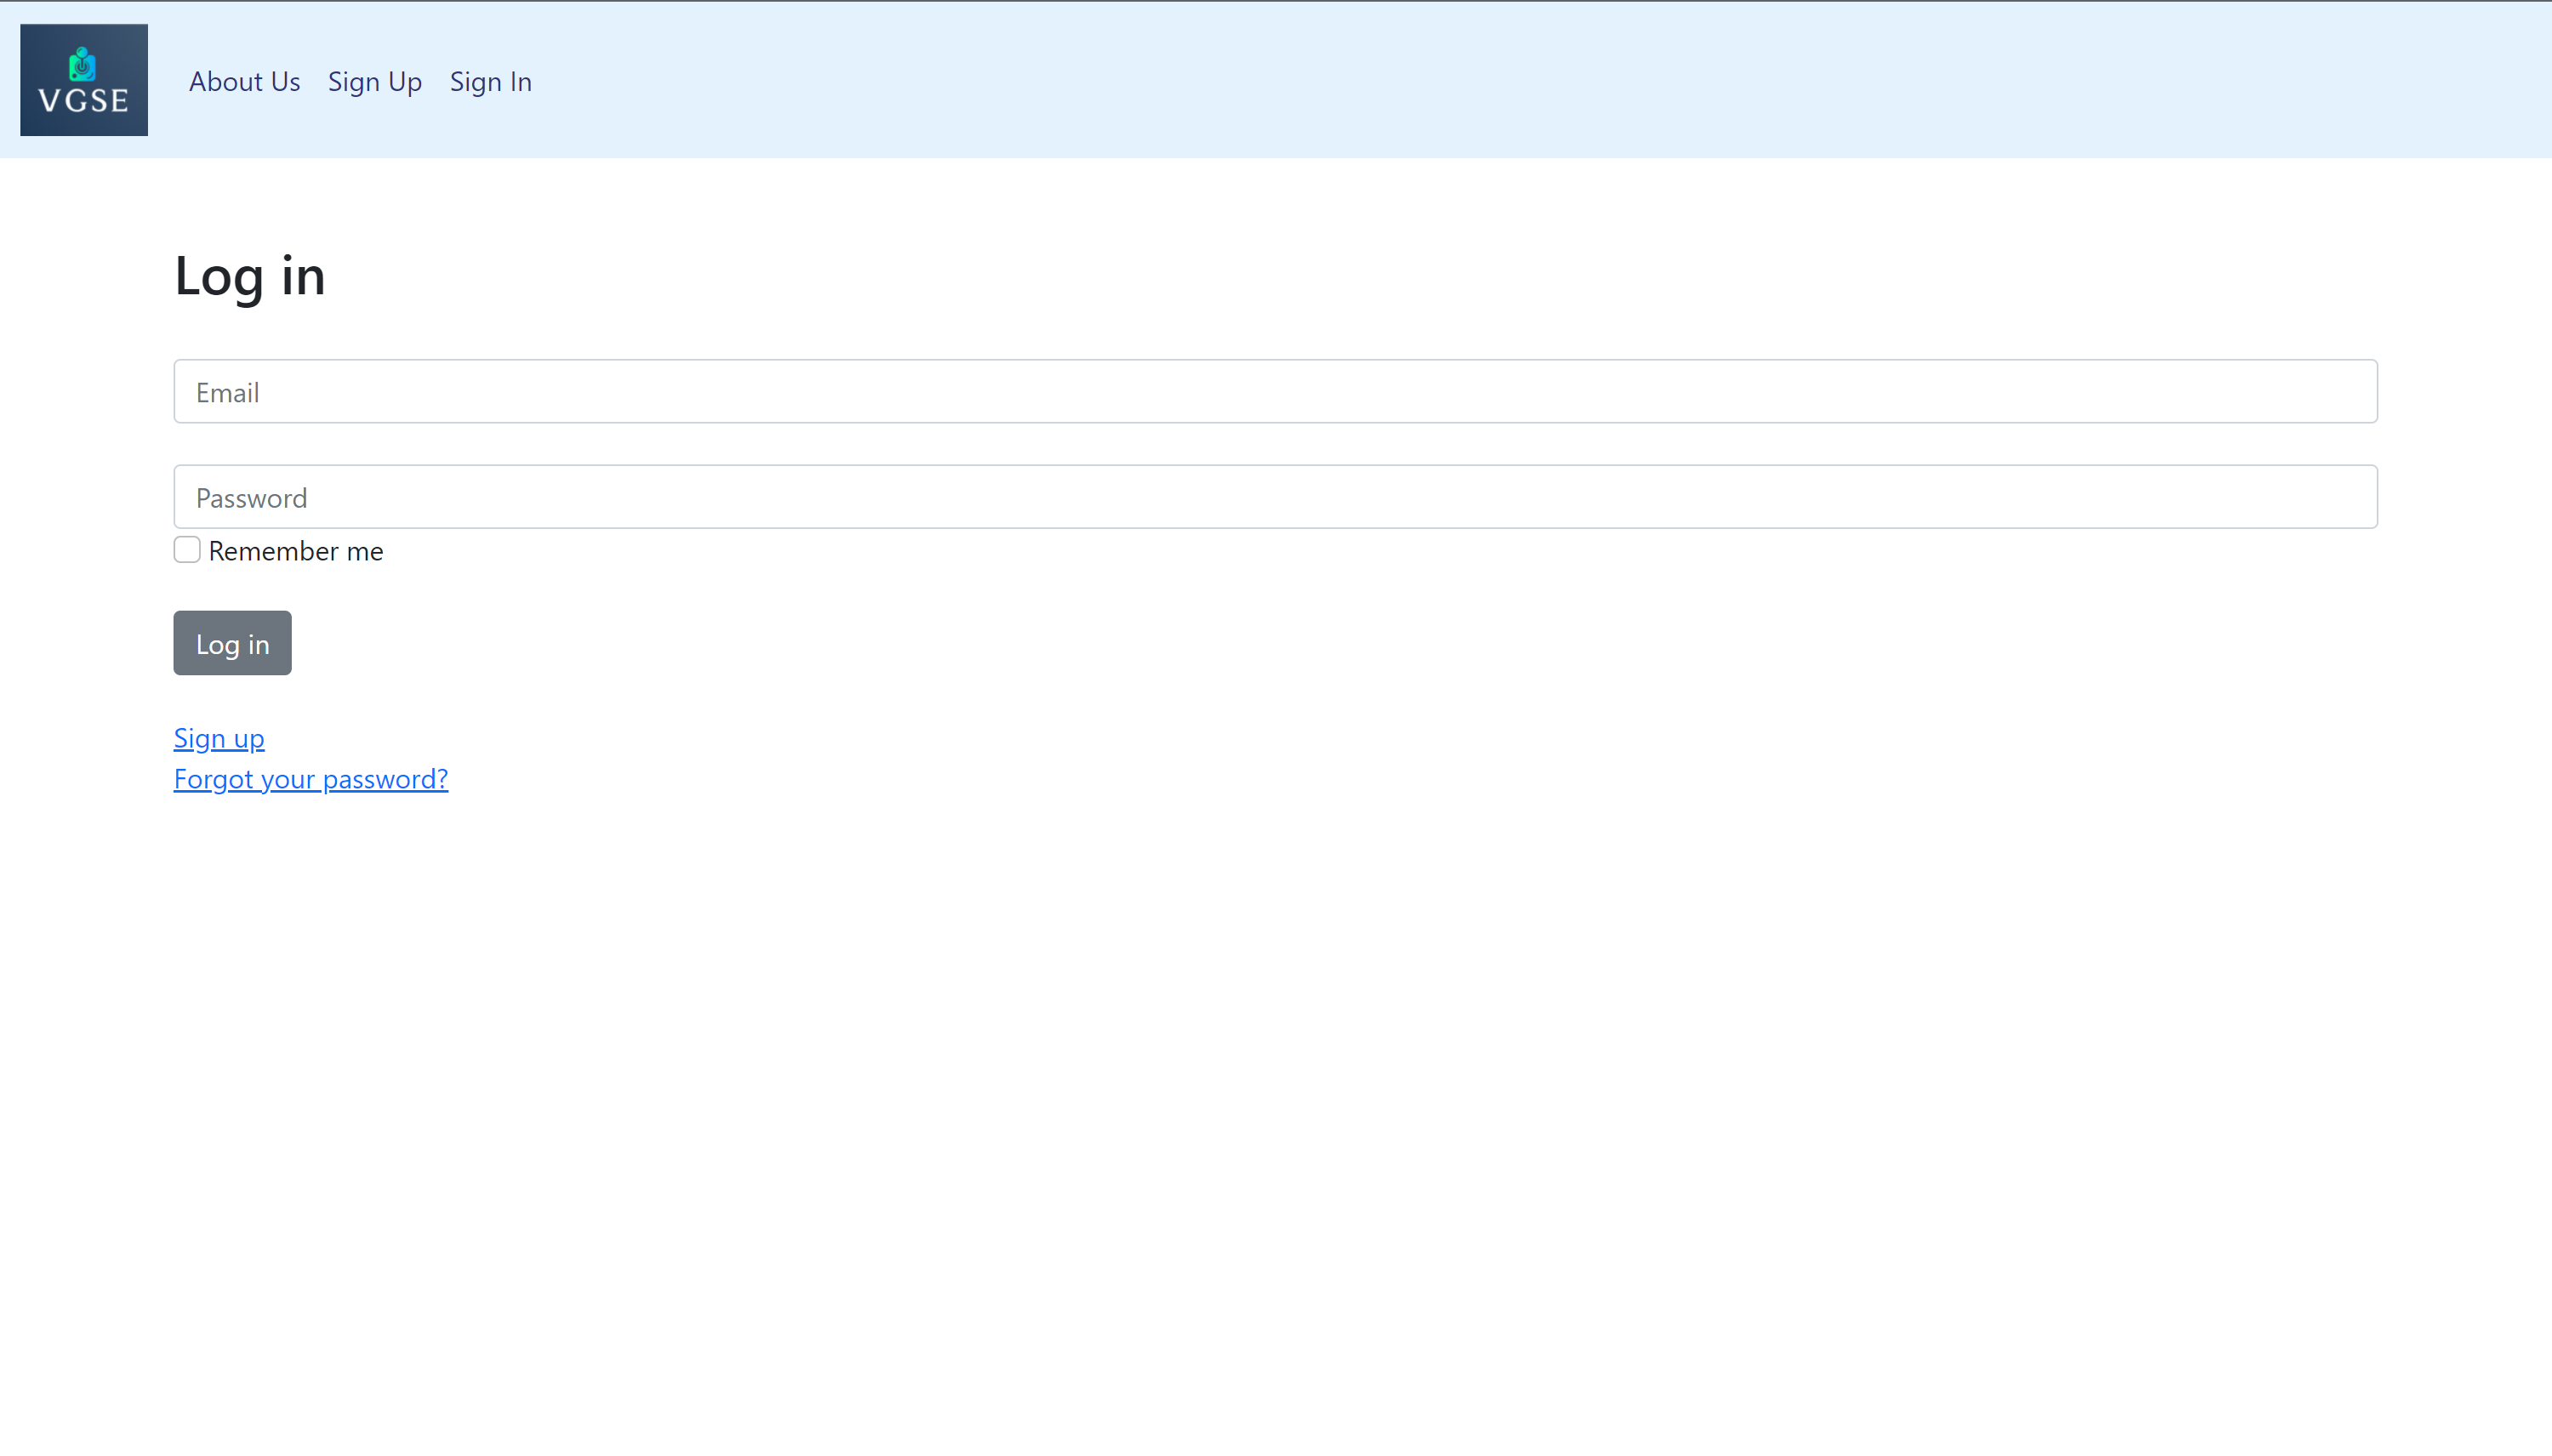 VGSE
About Us Sign Up Sign In
Log in
Email
Password
Remember me
Log in
Sign up
Forgot your password?